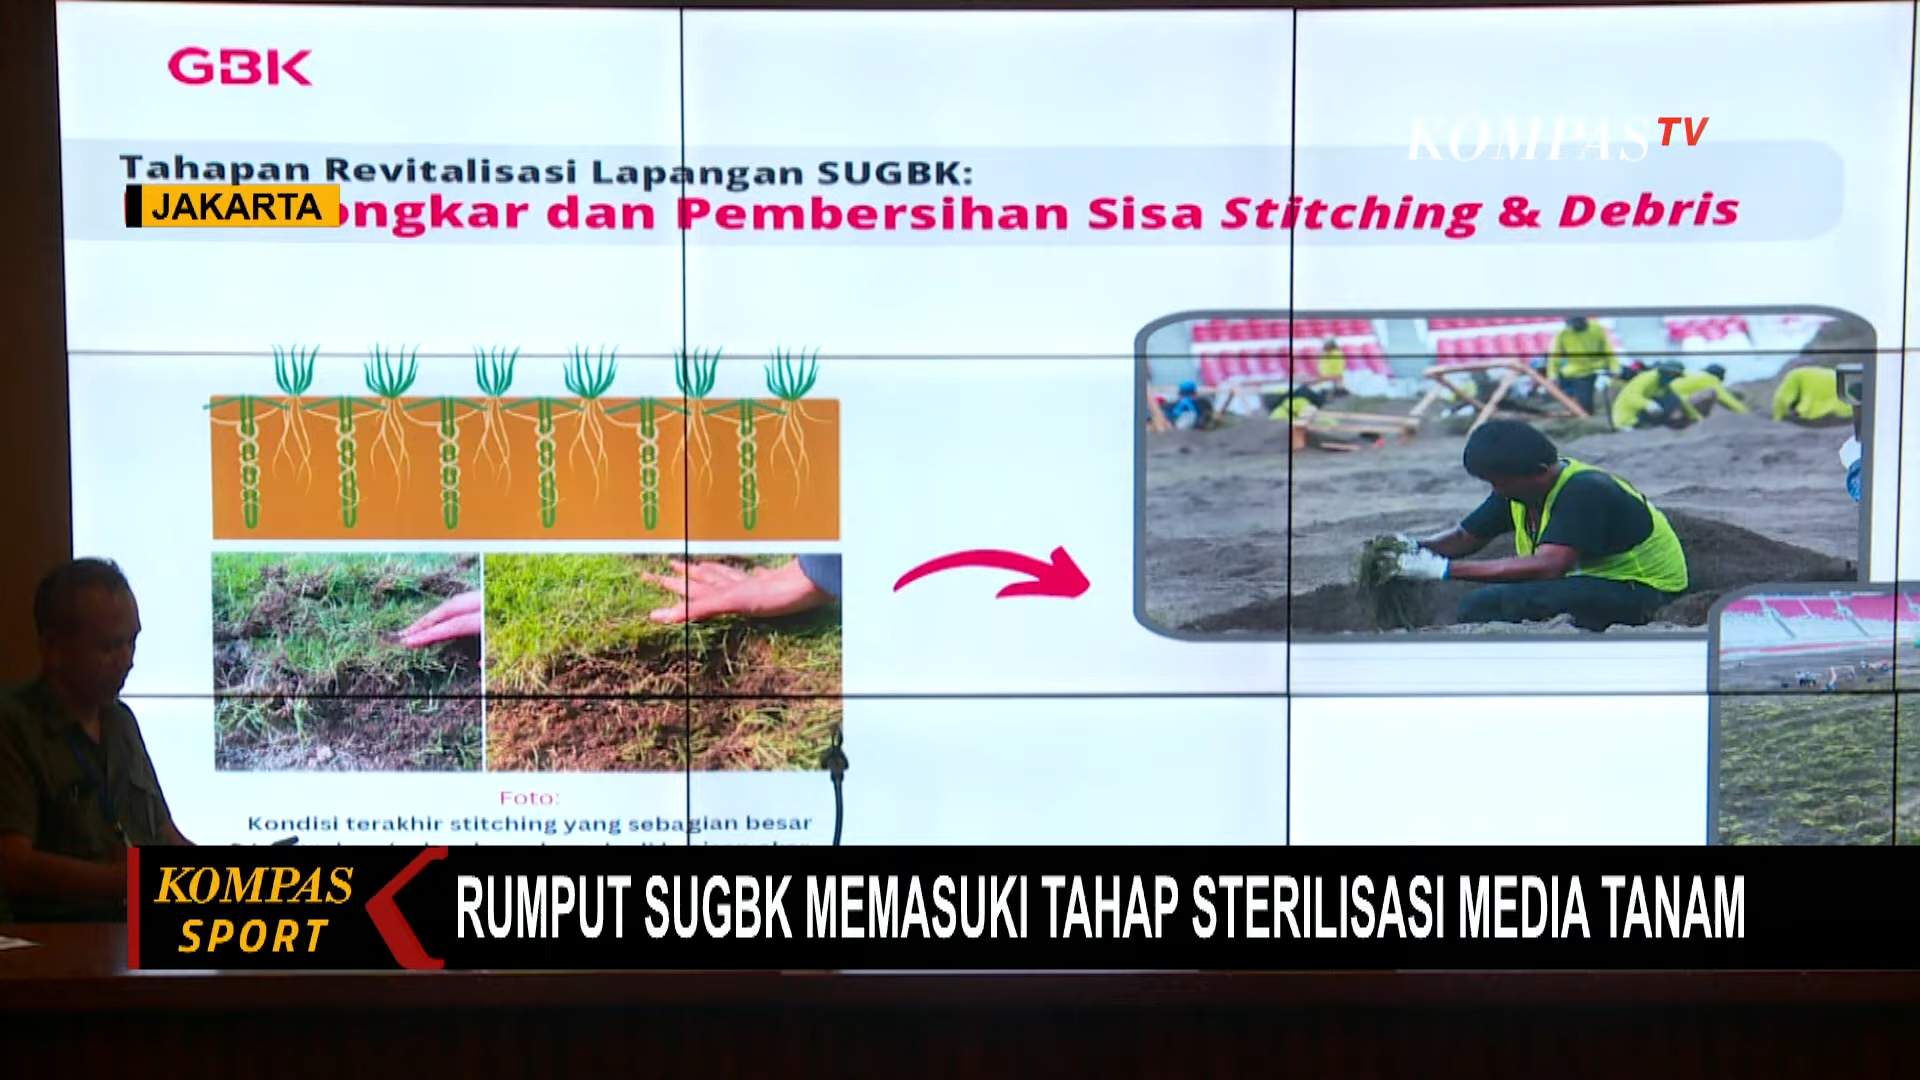 GBK
KOMPAS TV
Tahapan Revitalisasi Lapangan SUGBK:
JAKARTA
dan Pembersihan Sisa Stitching & Debris
Foto:
Kondisi terakhir stitching yang sebagian besar
KOMPAS
SPORT
RUMPUT SUGBK MEMASUKI TAHAP STERILISASI MEDIA TANAM